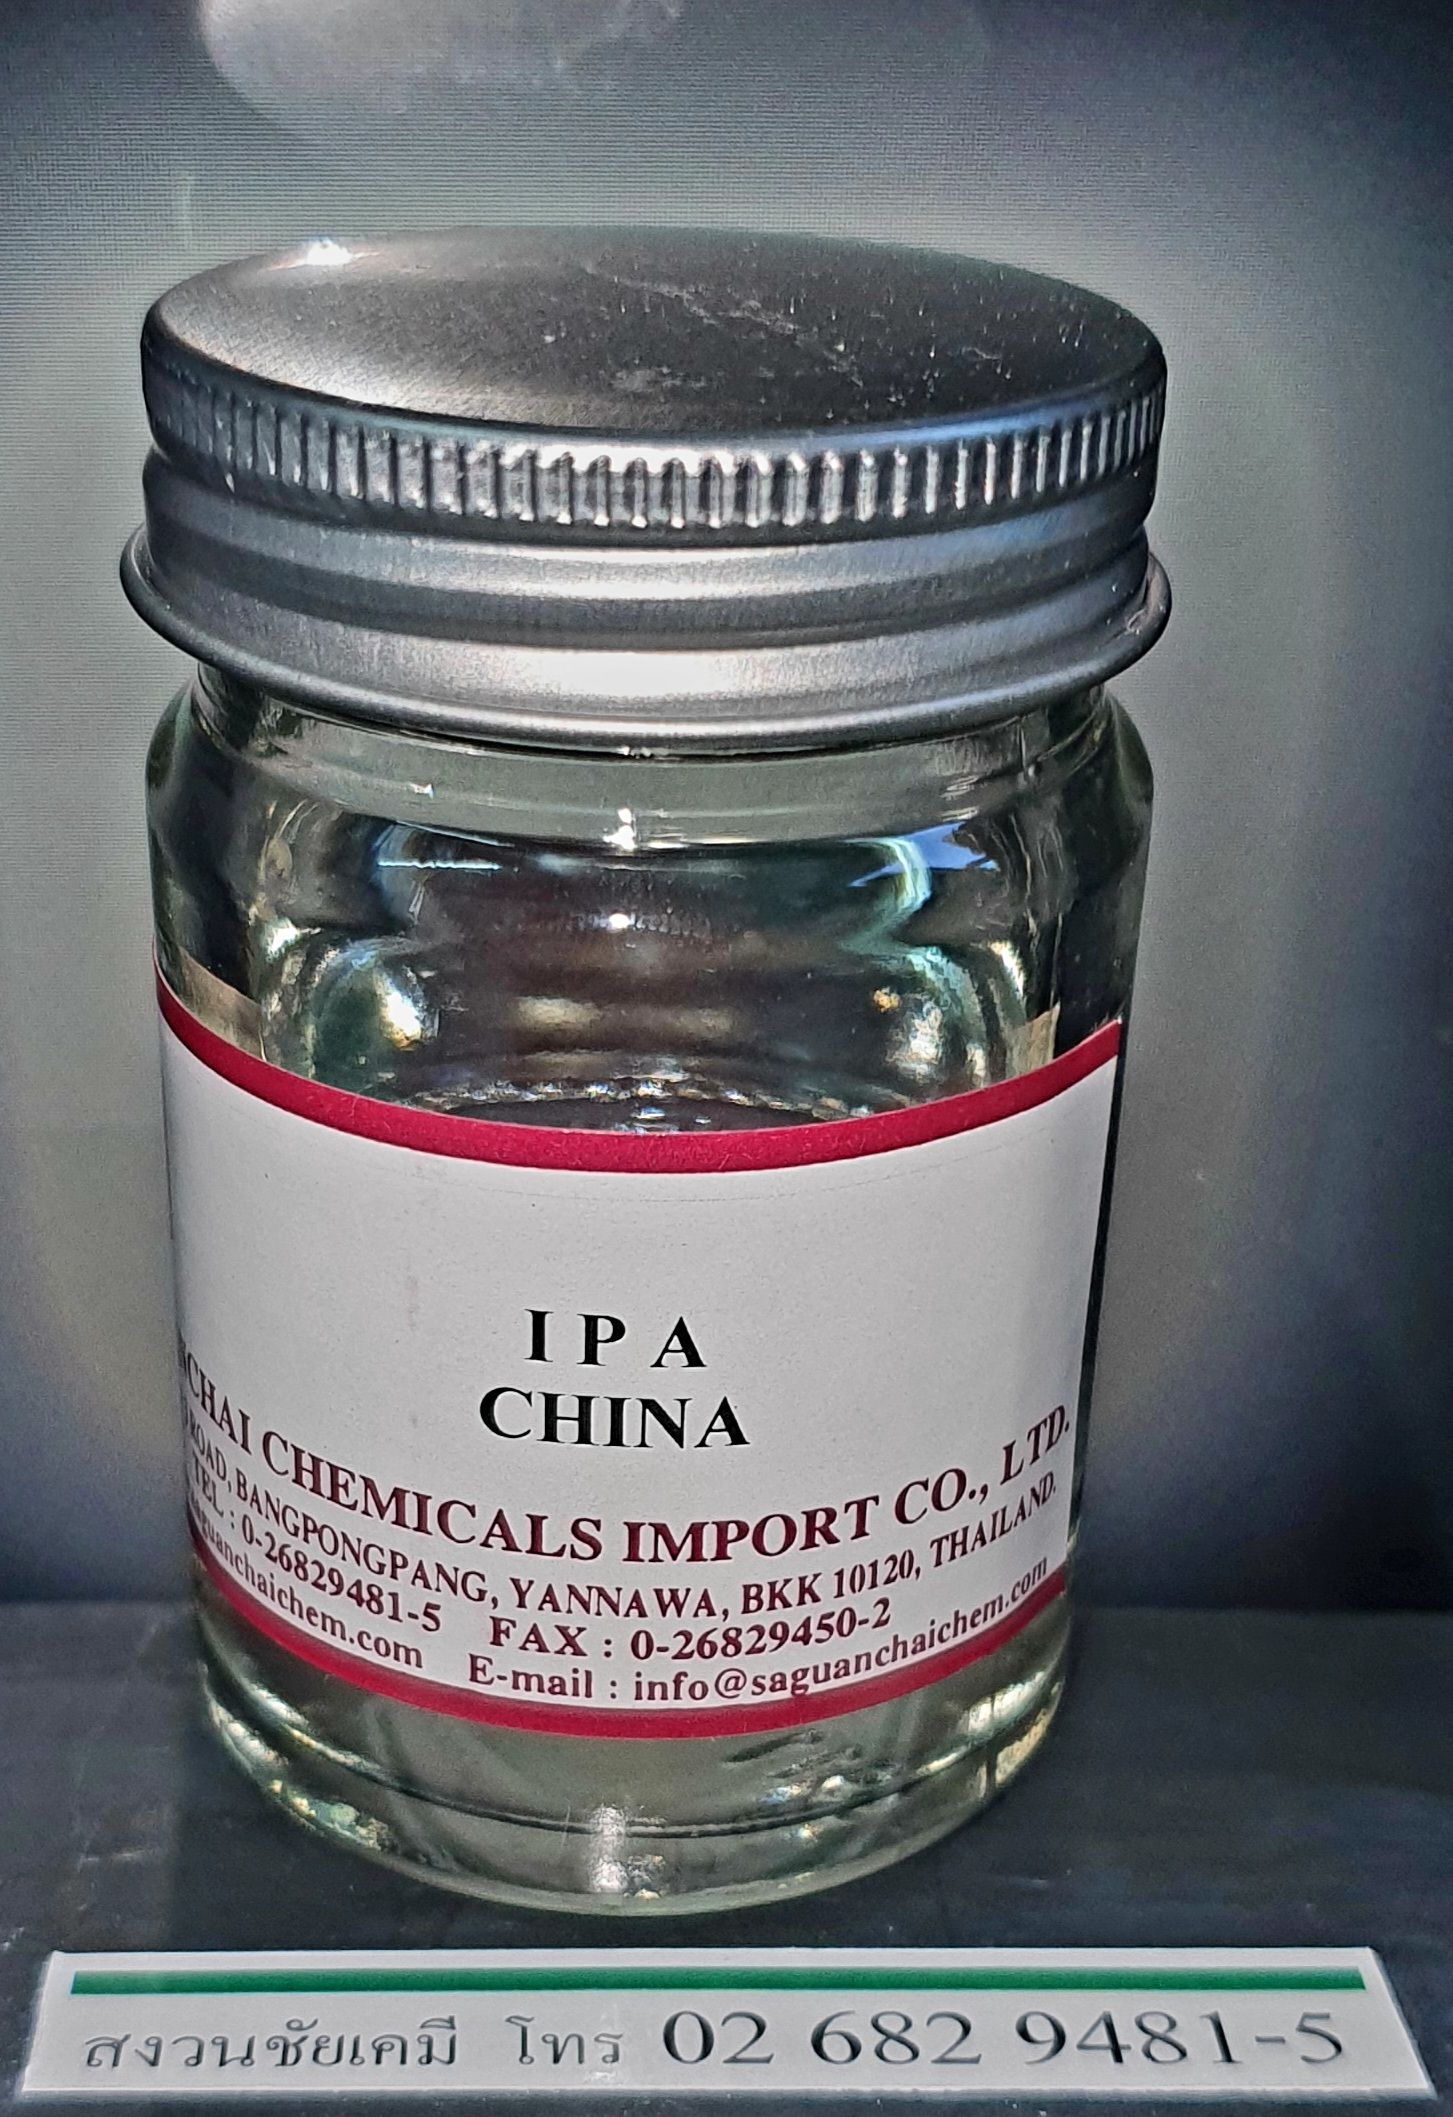 I P A
CHINA
CHEMICALS IMPORT CO., LTD.
ROAD, BANGPONGPANG, YANNAWA, BKK 10120, THAILAND.
TEL : 0-26829481-5 FAX : 0-26829450-2
E-mail : info@saguanchaichem.com
สงวนชัยเคมี โทร 02 682 9481-5